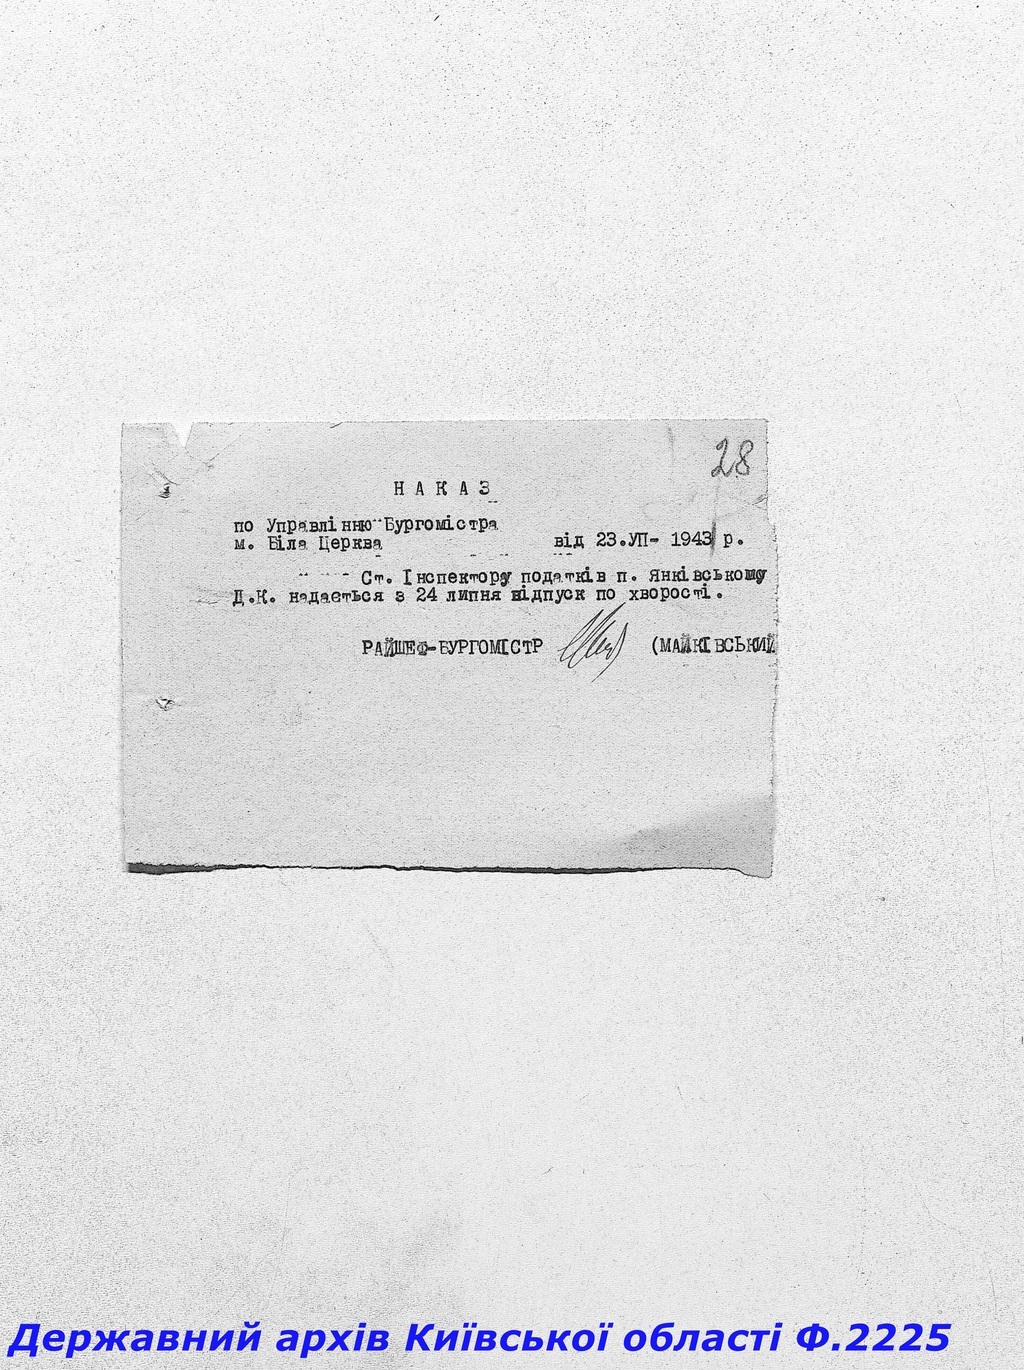 28
НАКАЗ
по Управлінню Бургомістра
м. Біла Церква від 23.УП- 1943 р.
Ст. Інспектору податків п. Янківському
Д.К. надається з 24 липня відпуск по хворості.
РАЙШЕФ-БУРГОМІСТР (МАЙКІВСЬКИЙ
Державний архів Київської області Ф.2225